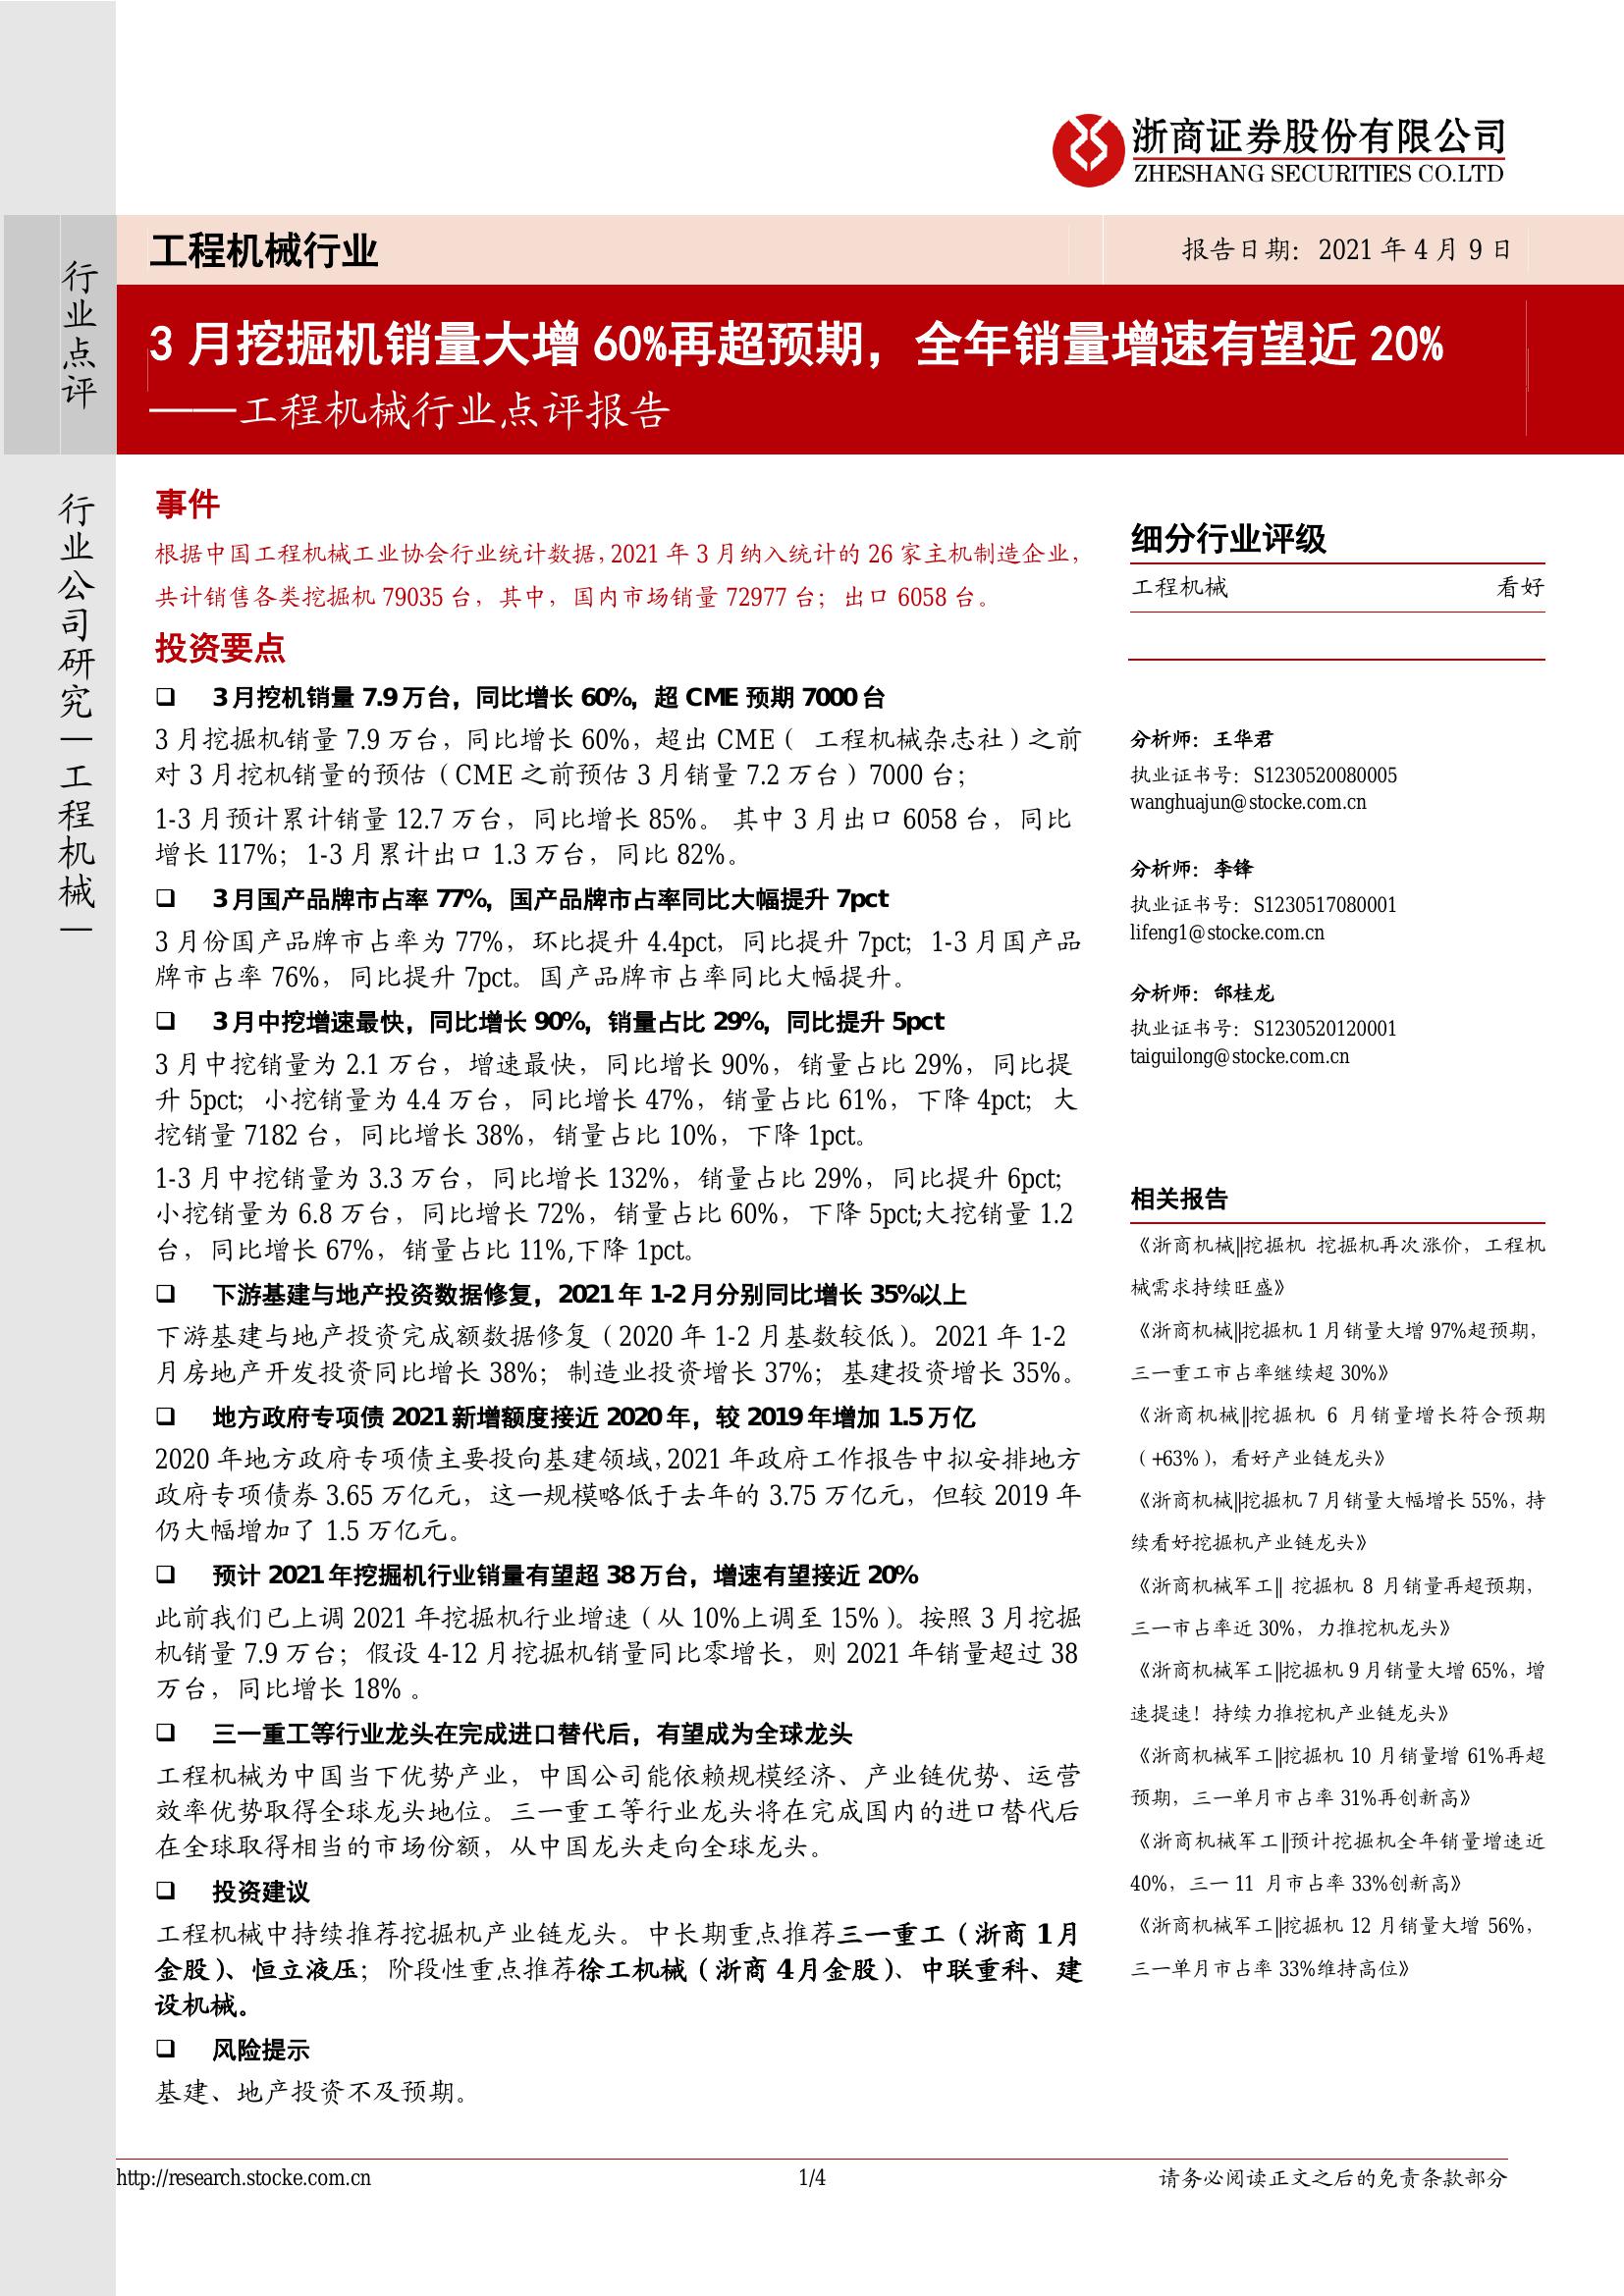 浙商证券股份有限公司
ZHESHANG SECURITIES CO.LTD
行业点评
行业公司研究｜工程机械｜
工程机械行业
报告日期：2021 年 4 月 9 日
3 月挖掘机销量大增 60%再超预期，全年销量增速有望近 20%
——工程机械行业点评报告
事件
根据中国工程机械工业协会行业统计数据，2021 年 3 月纳入统计的 26 家主机制造企业，
共计销售各类挖掘机 79035 台，其中，国内市场销量 72977 台；出口 6058 台。
投资要点
❑ 3 月挖机销量 7.9 万台，同比增长 60%，超 CME 预期 7000 台
3 月挖掘机销量 7.9 万台，同比增长 60%，超出 CME（ 工程机械杂志社）之前
对 3 月挖机销量的预估（CME 之前预估 3 月销量 7.2 万台）7000 台；
1-3 月预计累计销量 12.7 万台，同比增长 85%。 其中 3 月出口 6058 台，同比
增长 117%；1-3 月累计出口 1.3 万台，同比 82%。
❑ 3 月国产品牌市占率 77%，国产品牌市占率同比大幅提升 7pct
3 月份国产品牌市占率为 77%，环比提升 4.4pct，同比提升 7pct；1-3 月国产品
牌市占率 76%，同比提升 7pct。国产品牌市占率同比大幅提升。
❑ 3 月中挖增速最快，同比增长 90%，销量占比 29%，同比提升 5pct
3 月中挖销量为 2.1 万台，增速最快，同比增长 90%，销量占比 29%，同比提
升 5pct；小挖销量为 4.4 万台，同比增长 47%，销量占比 61%，下降 4pct；大
挖销量 7182 台，同比增长 38%，销量占比 10%，下降 1pct。
1-3 月中挖销量为 3.3 万台，同比增长 132%，销量占比 29%，同比提升 6pct；
小挖销量为 6.8 万台，同比增长 72%，销量占比 60%，下降 5pct;大挖销量 1.2
台，同比增长 67%，销量占比 11%,下降 1pct。
❑ 下游基建与地产投资数据修复，2021 年 1-2 月分别同比增长 35%以上
下游基建与地产投资完成额数据修复（2020 年 1-2 月基数较低）。2021 年 1-2
月房地产开发投资同比增长 38%；制造业投资增长 37%；基建投资增长 35%。
❑ 地方政府专项债 2021 新增额度接近 2020 年，较 2019 年增加 1.5 万亿
2020 年地方政府专项债主要投向基建领域，2021 年政府工作报告中拟安排地方
政府专项债券 3.65 万亿元，这一规模略低于去年的 3.75 万亿元，但较 2019 年
仍大幅增加了 1.5 万亿元。
❑ 预计 2021 年挖掘机行业销量有望超 38 万台，增速有望接近 20%
此前我们已上调 2021 年挖掘机行业增速（从 10%上调至 15%）。按照 3 月挖掘
机销量 7.9 万台；假设 4-12 月挖掘机销量同比零增长，则 2021 年销量超过 38
万台，同比增长 18% 。
❑ 三一重工等行业龙头在完成进口替代后，有望成为全球龙头
工程机械为中国当下优势产业，中国公司能依赖规模经济、产业链优势、运营
效率优势取得全球龙头地位。三一重工等行业龙头将在完成国内的进口替代后
在全球取得相当的市场份额，从中国龙头走向全球龙头。
❑ 投资建议
工程机械中持续推荐挖掘机产业链龙头。中长期重点推荐三一重工（浙商 1月
金股）、恒立液压；阶段性重点推荐徐工机械（浙商 4月金股）、中联重科、建
设机械。
❑ 风险提示
基建、地产投资不及预期。
细分行业评级
工程机械 看好
分析师：王华君
执业证书号：S1230520080005
wanghuajun@stocke.com.cn
分析师：李锋
执业证书号：S1230517080001
lifeng1@stocke.com.cn
分析师：邰桂龙
执业证书号：S1230520120001
taiguilong@stocke.com.cn
相关报告
《浙商机械||挖掘机 挖掘机再次涨价，工程机
械需求持续旺盛》
《浙商机械||挖掘机 1 月销量大增 97%超预期，
三一重工市占率继续超 30%》
《浙商机械||挖掘机 6 月销量增长符合预期
（+63%），看好产业链龙头》
《浙商机械||挖掘机 7 月销量大幅增长 55%，持
续看好挖掘机产业链龙头》
《浙商机械军工|| 挖掘机 8 月销量再超预期，
三一市占率近 30%，力推挖机龙头》
《浙商机械军工||挖掘机 9 月销量大增 65%，增
速提速！持续力推挖机产业链龙头》
《浙商机械军工||挖掘机 10 月销量增 61%再超
预期，三一单月市占率 31%再创新高》
《浙商机械军工||预计挖掘机全年销量增速近
40%，三一 11 月市占率 33%创新高》
《浙商机械军工||挖掘机 12 月销量大增 56%，
三一单月市占率 33%维持高位》
http://research.stocke.com.cn 1/4 请务必阅读正文之后的免责条款部分